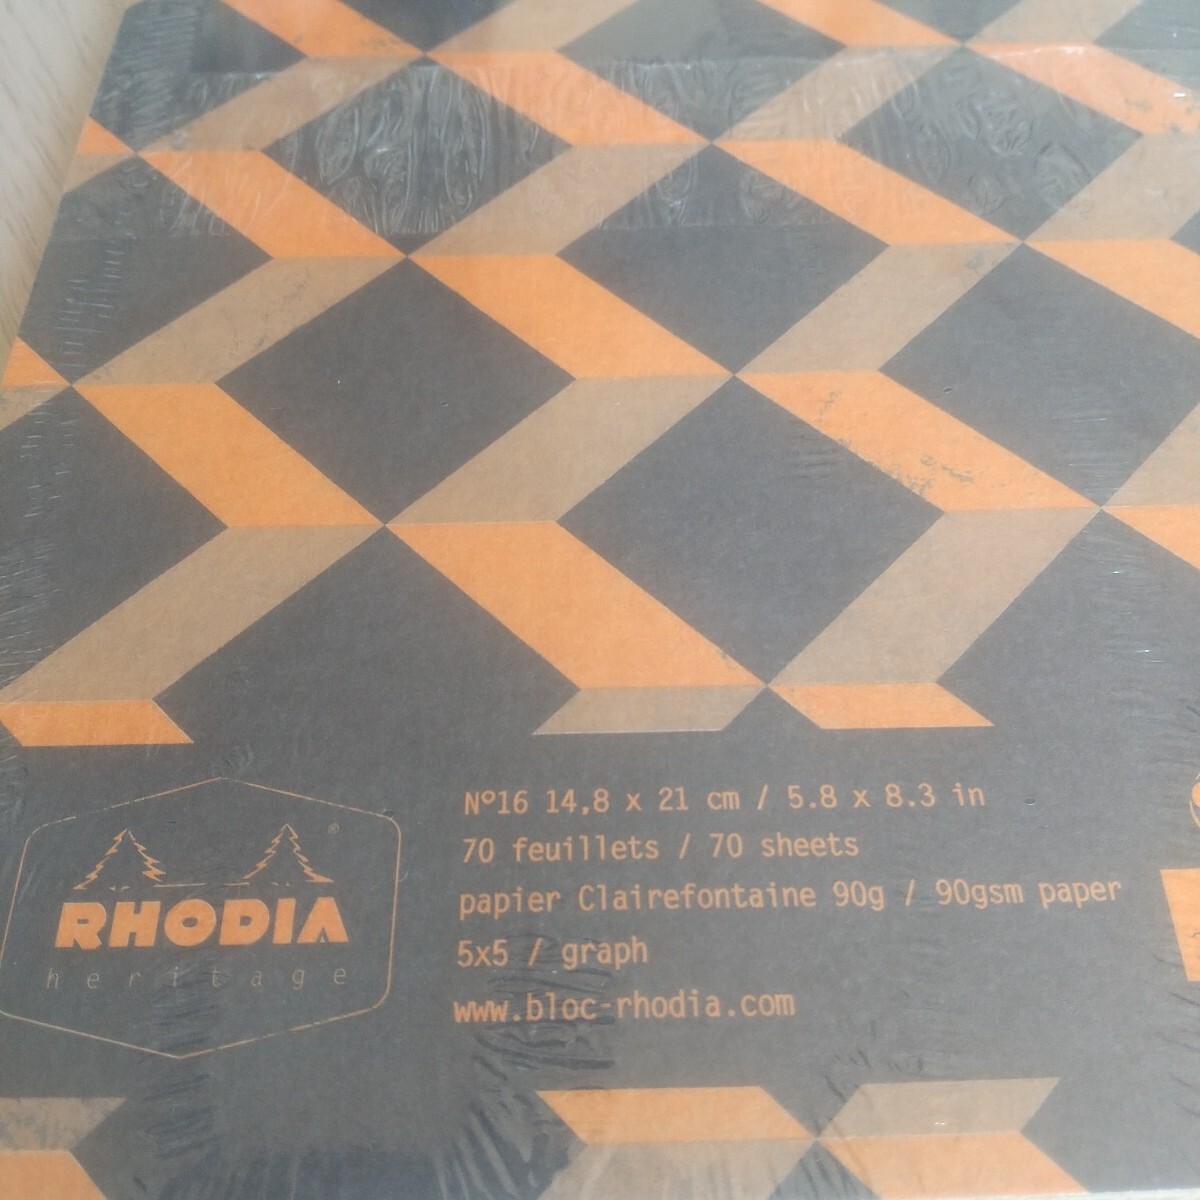 Nº16 14,8 x 21 cm / 5.8 x 8.3 in
70 feuillets / 70 sheets
papier Clairefontaine 90g / 90gsm paper
5x5 / graph
www.bloc-rhodia.com
RHODIA®
heritage